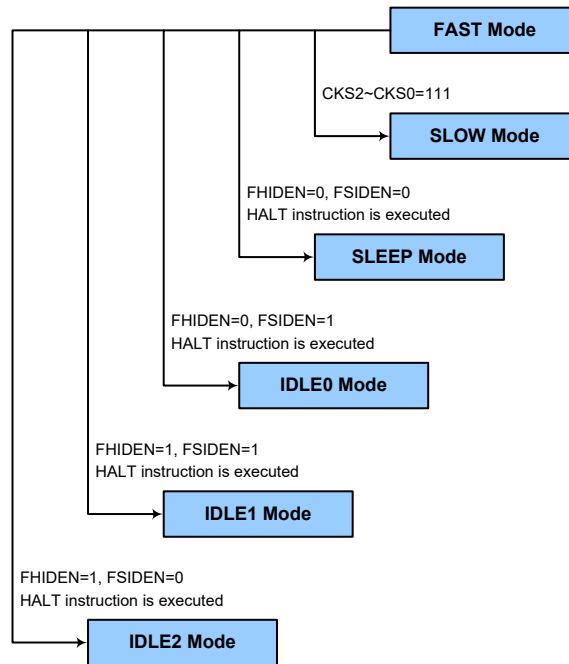 FAST Mode
CKS2~CKS0=111
SLOW Mode
FHIDEN=0, FSIDEN=0
HALT instruction is executed
SLEEP Mode
FHIDEN=0, FSIDEN=1
HALT instruction is executed
IDLE0 Mode
FHIDEN=1, FSIDEN=1
HALT instruction is executed
IDLE1 Mode
FHIDEN=1, FSIDEN=0
HALT instruction is executed
IDLE2 Mode